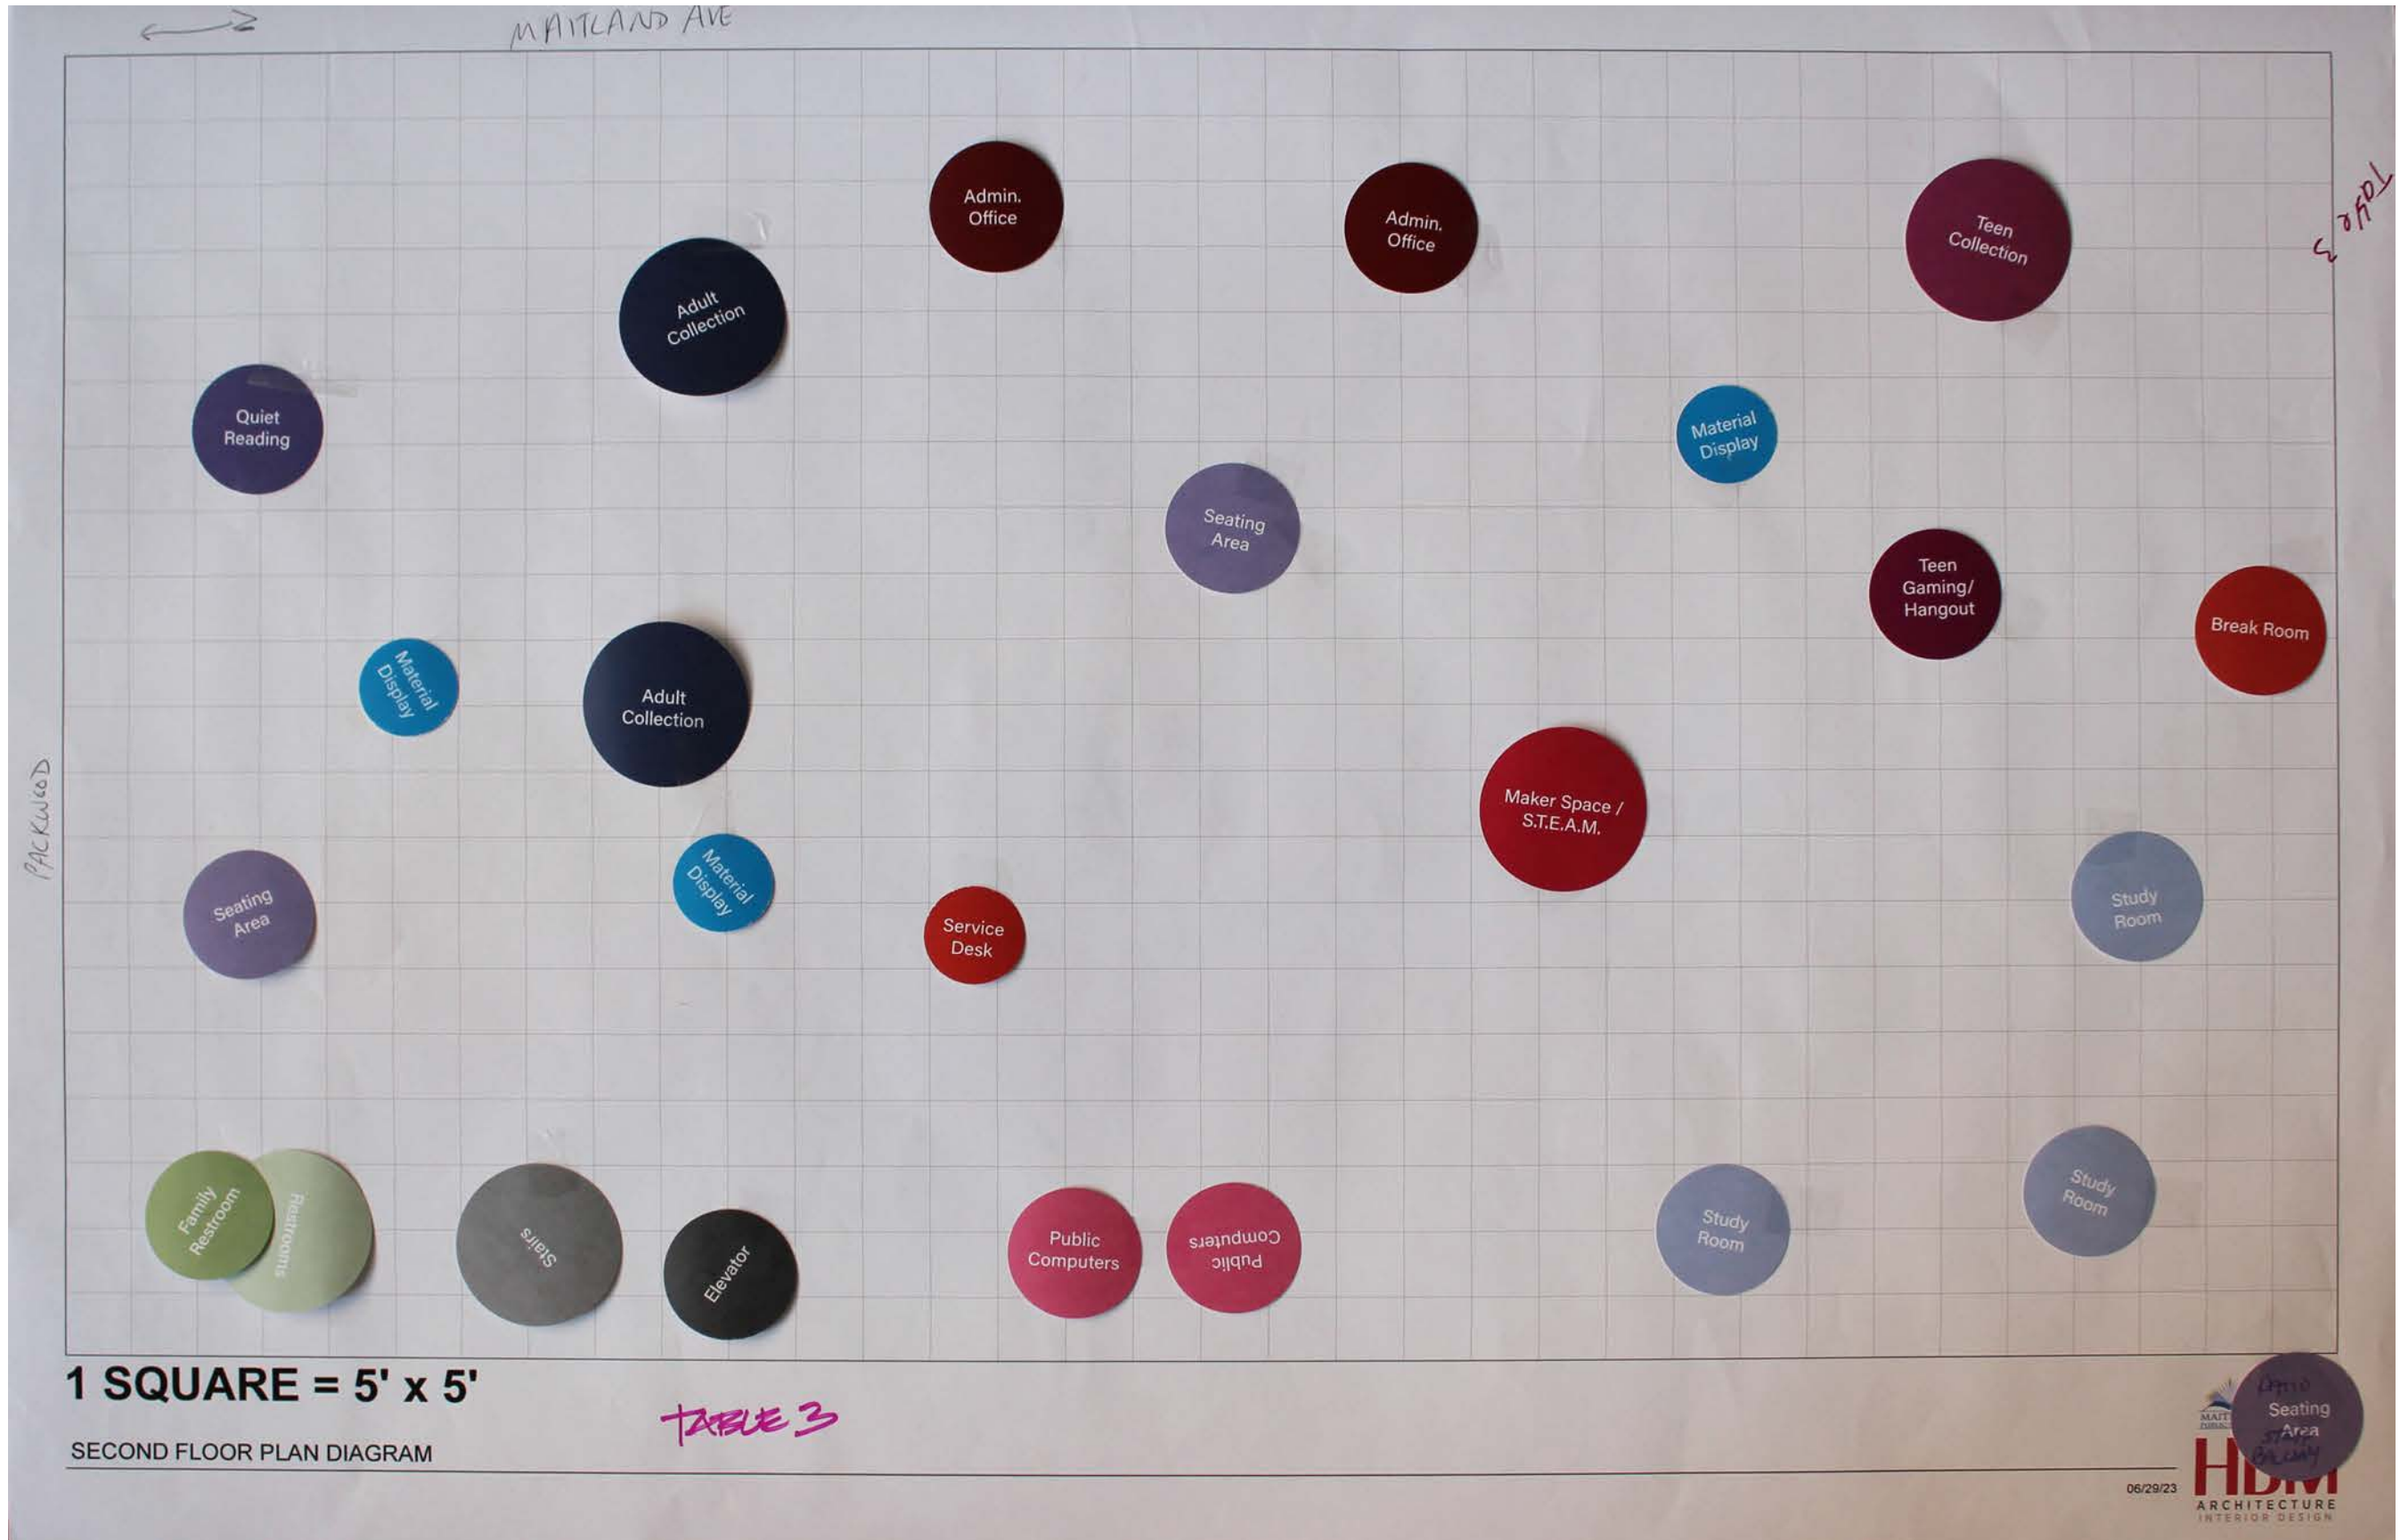 MAITLAND AVE
Table 3
Admin.
Office
Admin.
Office
Teen
Collection
Adult
Collection
Quiet
Reading
Material
Display
Seating
Area
Teen
Gaming/
Hangout
Break Room
Material
Display
Adult
Collection
PACKWOOD
Maker Space /
S.T.E.A.M.
Material
Display
Study
Room
Seating
Area
Service
Desk
Family
Restroom
Restrooms
Stairs
Elevator
Public
Computers
Public
Computers
Study
Room
Study
Room
1 SQUARE = 5' x 5'
TABLE 3
SECOND FLOOR PLAN DIAGRAM
Seating
Area
06/29/23
HDM
ARCHITECTURE
INTERIOR DESIGN